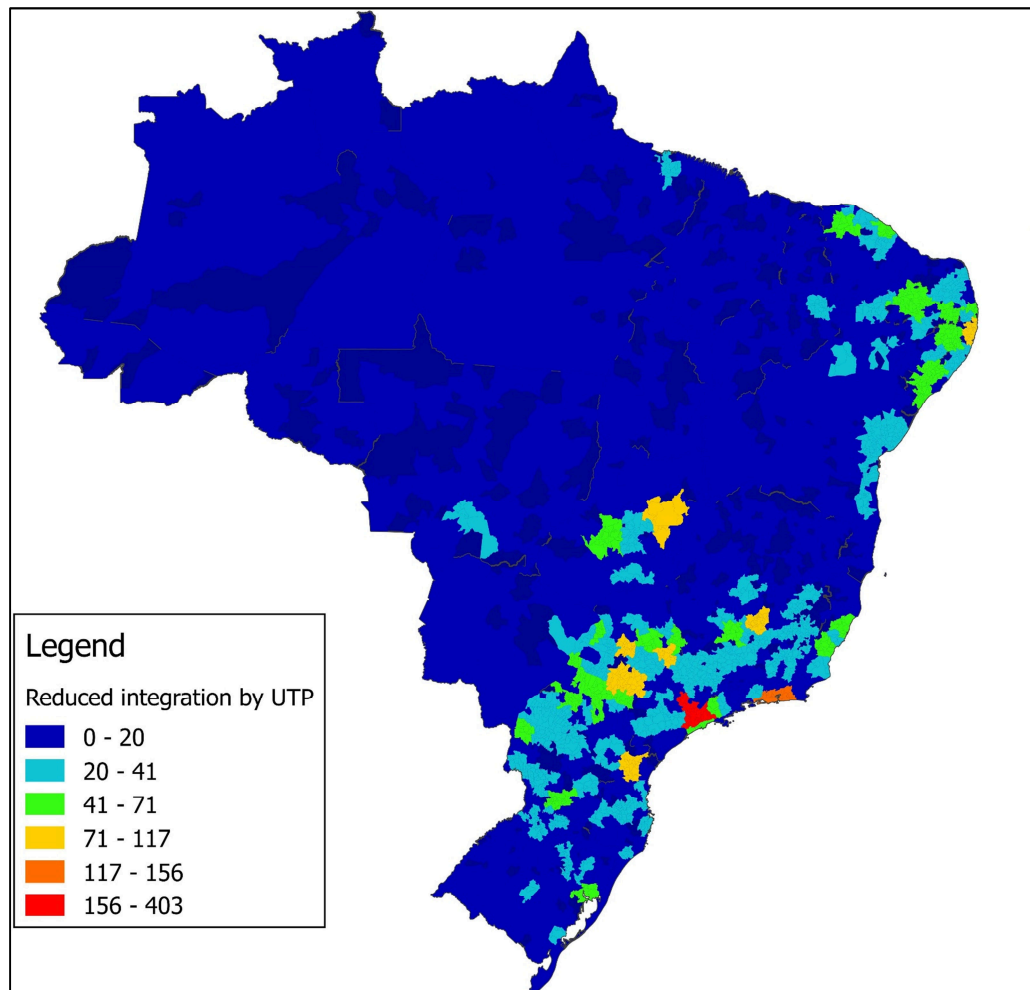 Legend
Reduced integration by UTP
0 - 20
20 - 41
41 - 71
71 - 117
117 - 156
156 - 403